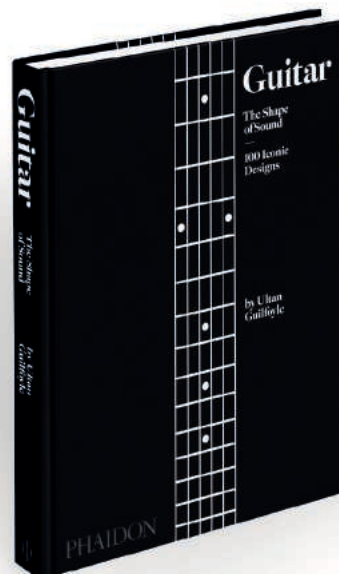 Guitar
The Shape
of Sound
by Ultan
Guilfoyle
Guitar
The Shape
of Sound
—
100 Iconic
Designs
by Ultan
Guilfoyle
PHAIDON